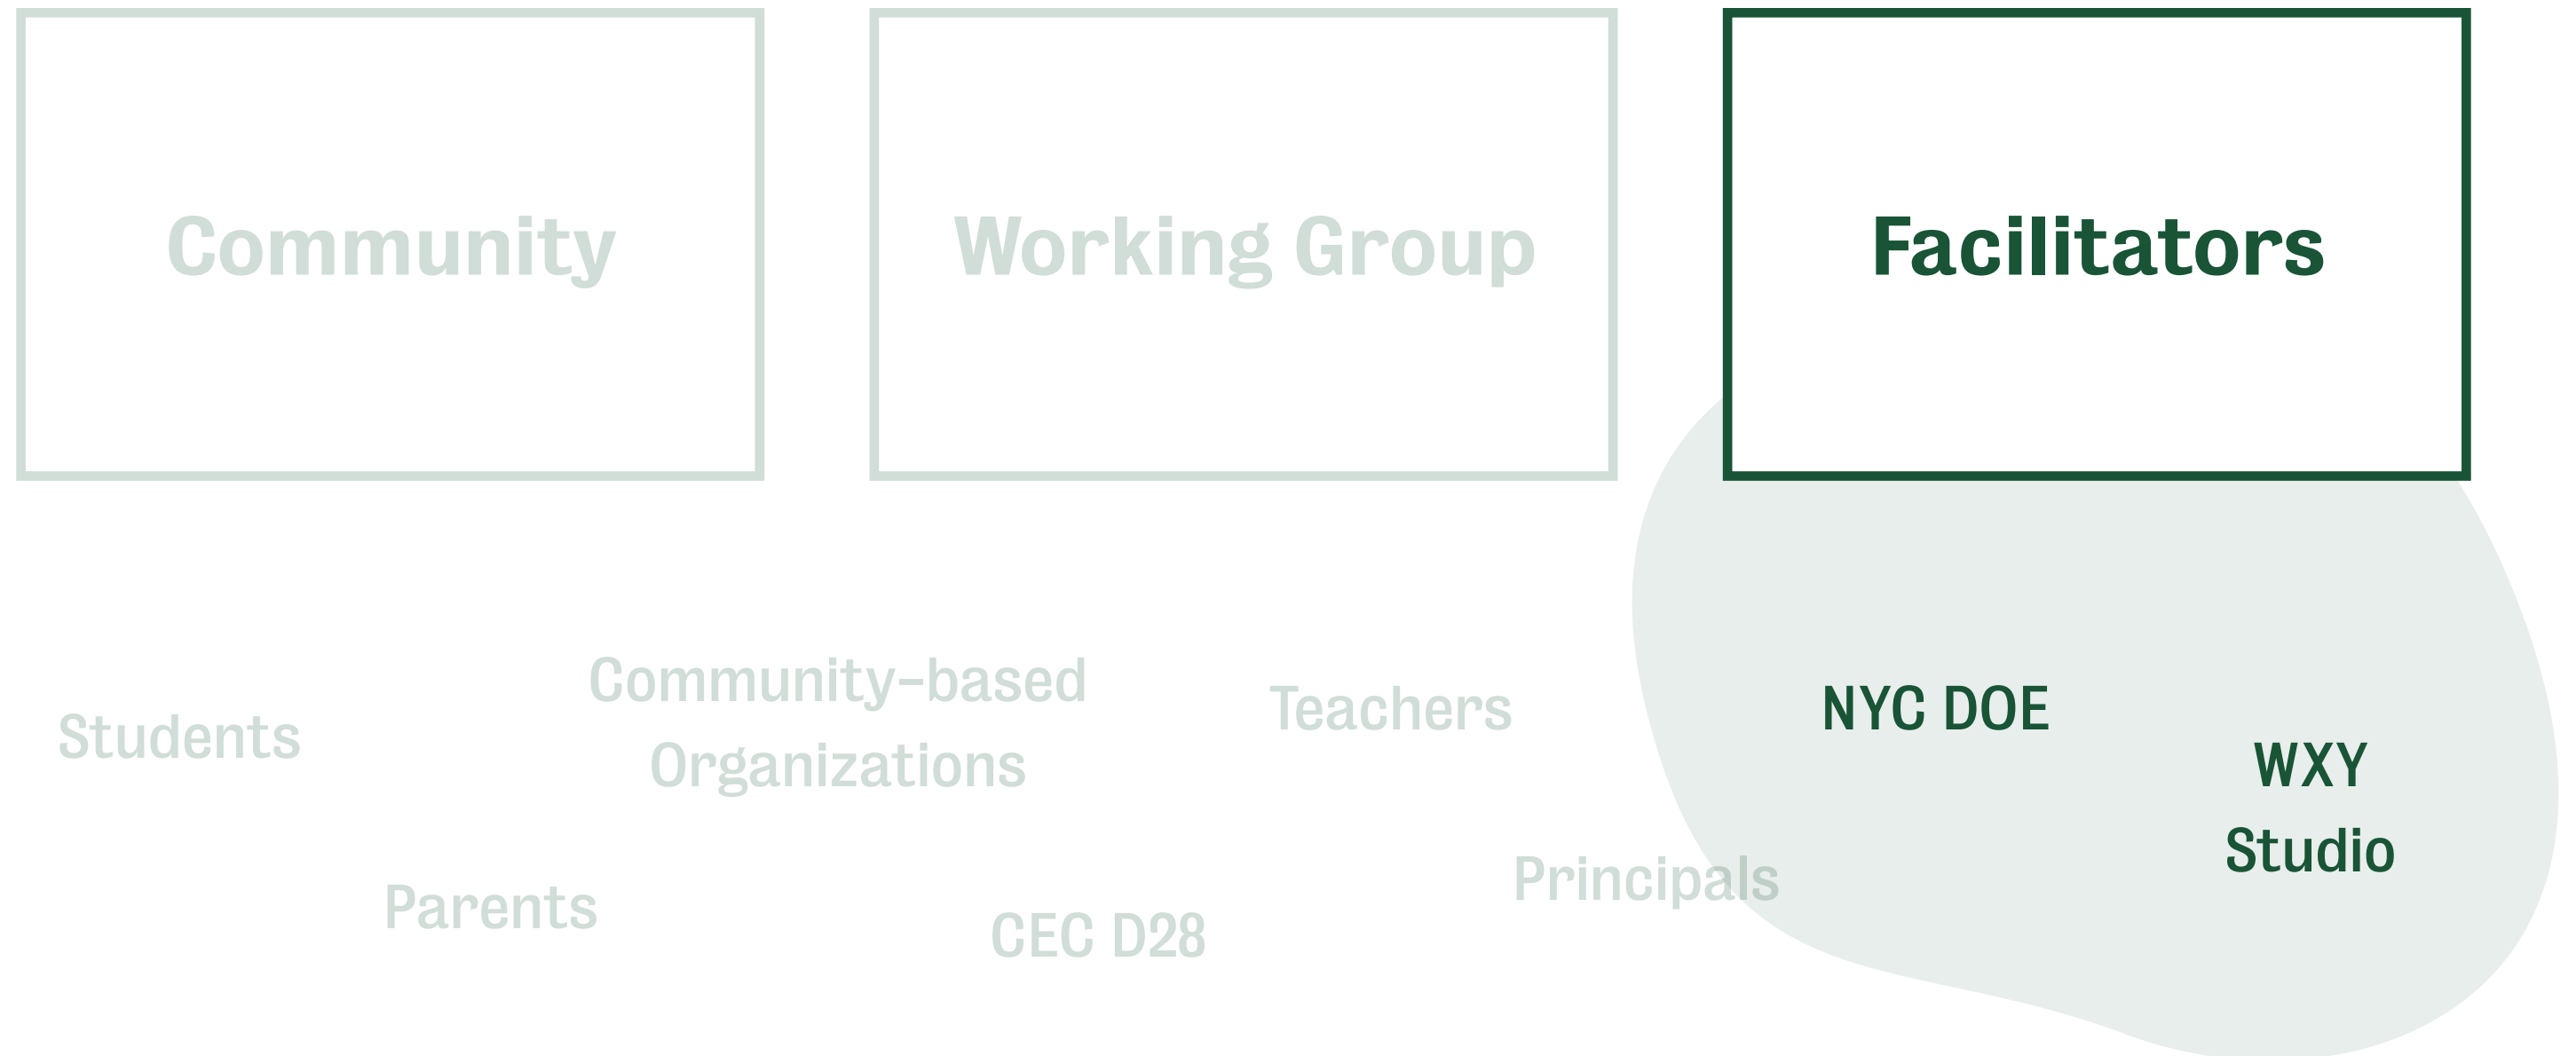 Community
Working Group
Facilitators
Students
Community-based
Organizations
Teachers
NYC DOE
WXY
Studio
Parents
CEC D28
Principals